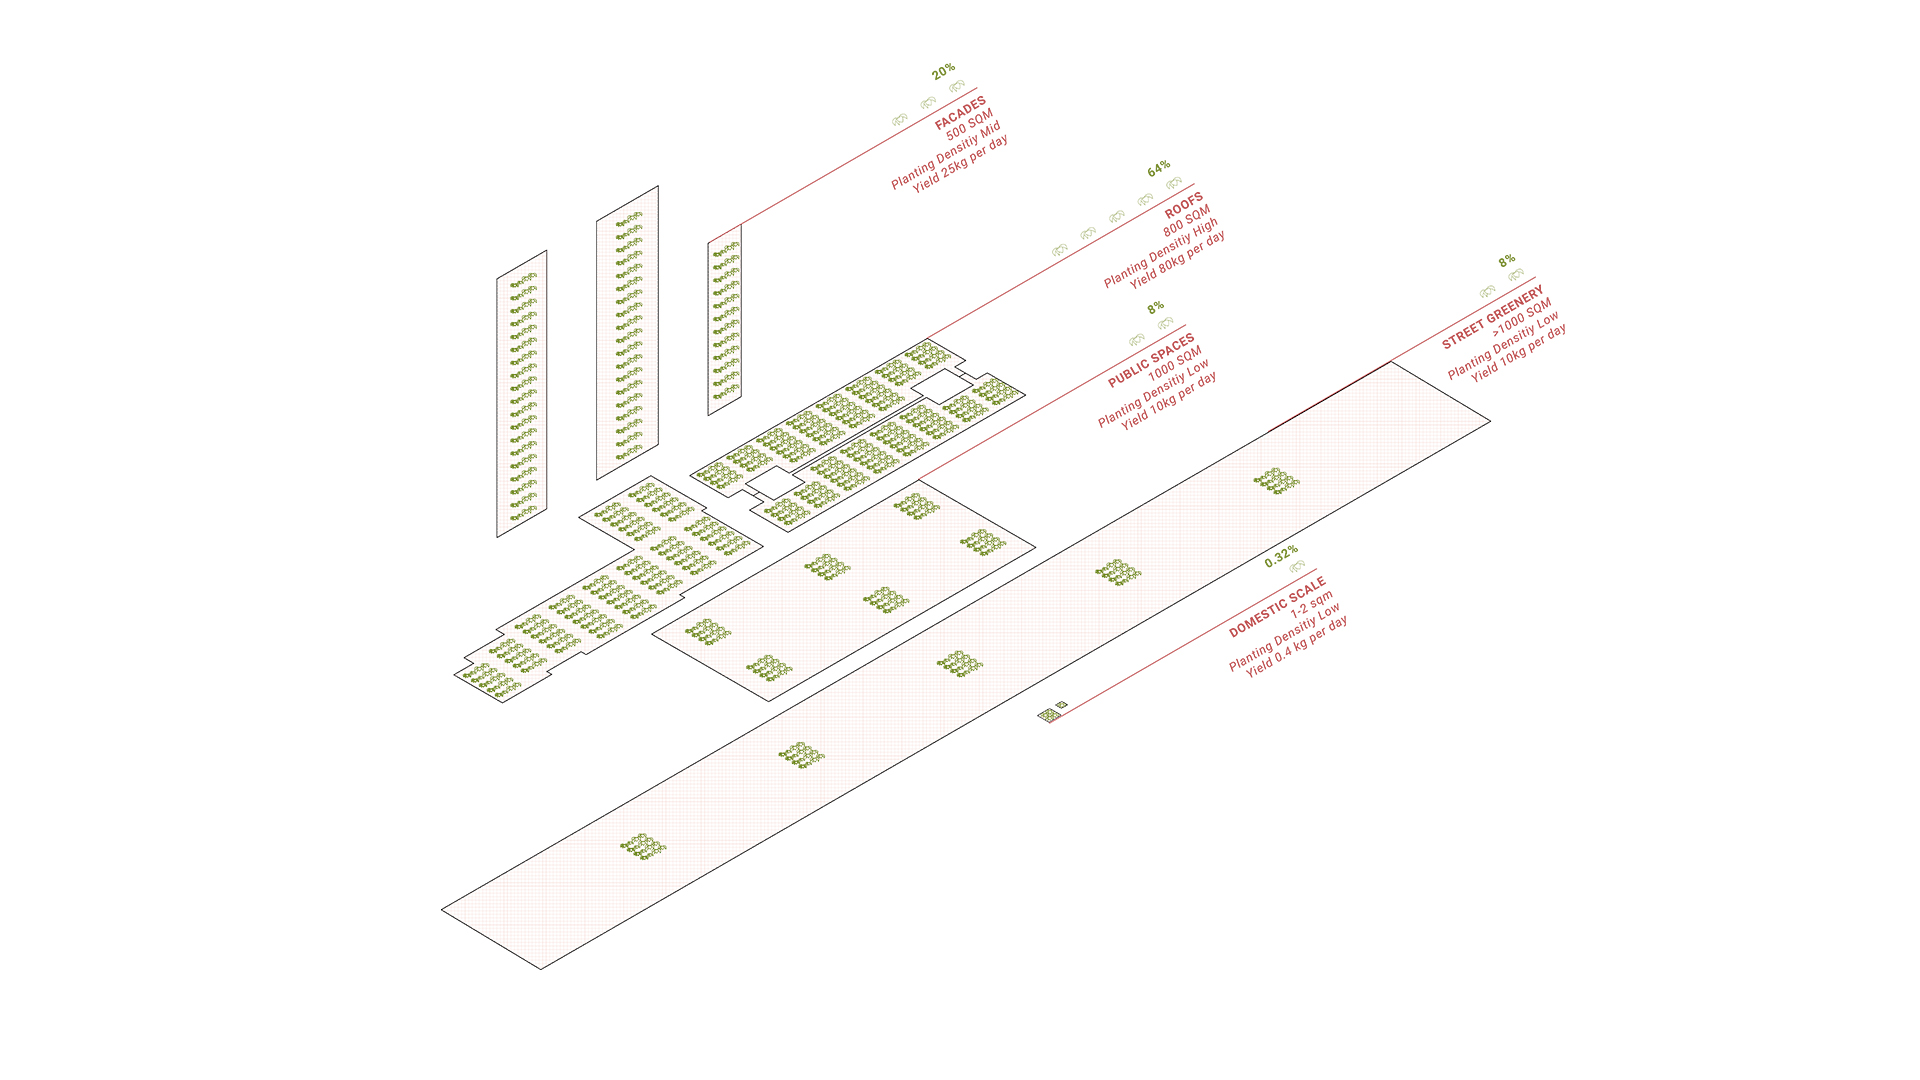 20%
FACADES
500 SQM
Planting Densitiy Mid
Yield 25kg per day
64%
ROOFS
800 SQM
Planting Densitiy High
Yield 80kg per day
8%
PUBLIC SPACES
1000 SQM
Planting Densitiy Low
Yield 10kg per day
8%
STREET GREENERY
>1000 SQM
Planting Densitiy Low
Yield 10kg per day
0.32%
DOMESTIC SCALE
1-2 sqm
Planting Densitiy Low
Yield 0.4 kg per day